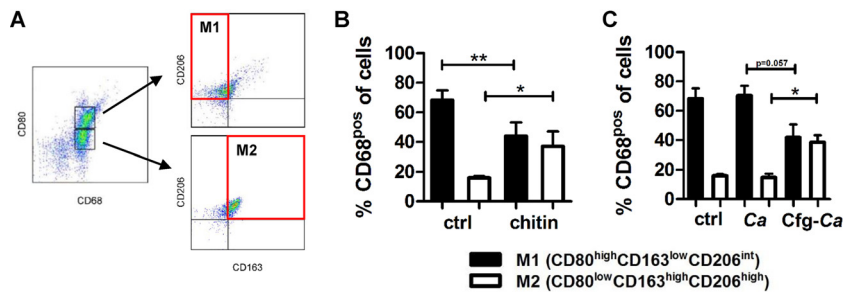 A
CD80
CD68
M1
CD206
M2
CD206
CD163
B
% CD68pos of cells
100
80
60
40
20
0
**
*
ctrl
chitin
C
% CD68pos of cells
100
80
60
40
20
0
p=0.057
*
ctrl
Ca
Cfg-Ca
M1 (CD80highCD163lowCD206int)
M2 (CD80lowCD163highCD206high)